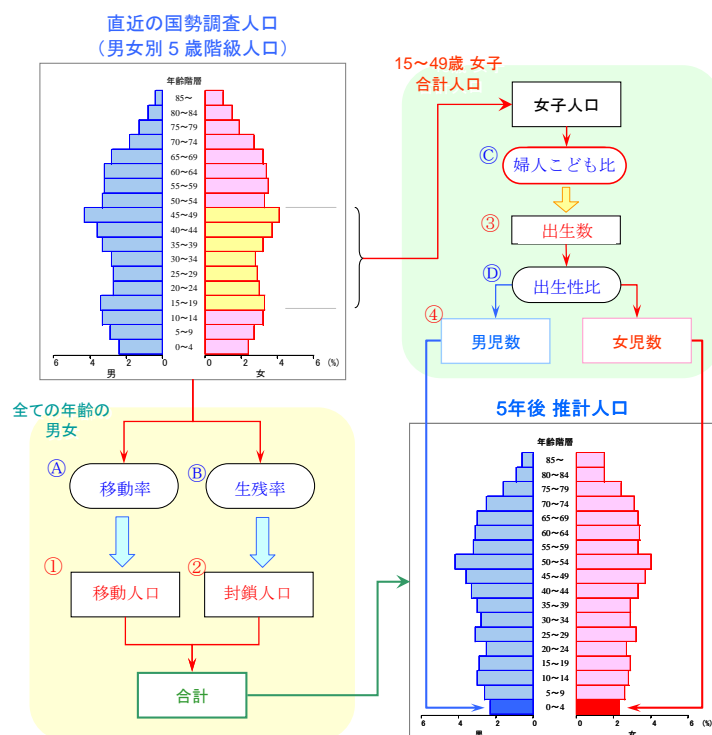 直近の国勢調査人口
(男女別５歳階級人口)
年齢階層
85～
80～84
75～79
70～74
65～69
60～64
55～59
50～54
45～49
40～44
35～39
30～34
25～29
20～24
15～19
10～14
5～9
0～4
6 4 2 0 0 2 4 6 (%)
男 女
15～49歳 女子
合計人口
女子人口
Ⓒ
婦人こども比
③
出生数
Ⓓ
出生性比
④
男児数
女児数
全ての年齢の
男女
Ⓐ
移動率
Ⓑ
生残率
①
移動人口
②
封鎖人口
合計
5年後 推計人口
年齢階層
85～
80～84
75～79
70～74
65～69
60～64
55～59
50～54
45～49
40～44
35～39
30～34
25～29
20～24
15～19
10～14
5～9
0～4
6 4 2 0 0 2 4 6 (%)
男 女